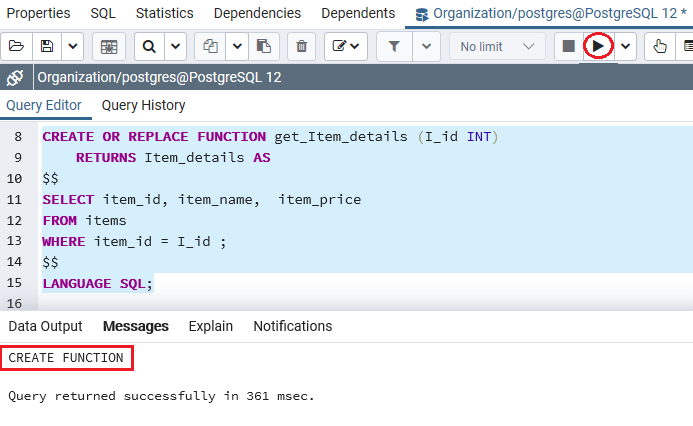 Properties SQL Statistics Dependencies Dependents Organization/postgres@PostgreSQL 12 *
No limit
Organization/postgres@PostgreSQL 12
Query Editor Query History
8 CREATE OR REPLACE FUNCTION get_Item_details (I_id INT)
9 RETURNS Item_details AS
10 $$
11 SELECT item_id, item_name,  item_price
12 FROM items
13 WHERE item_id = I_id ;
14 $$
15 LANGUAGE SQL;
16
Data Output Messages Explain Notifications
CREATE FUNCTION
Query returned successfully in 361 msec.